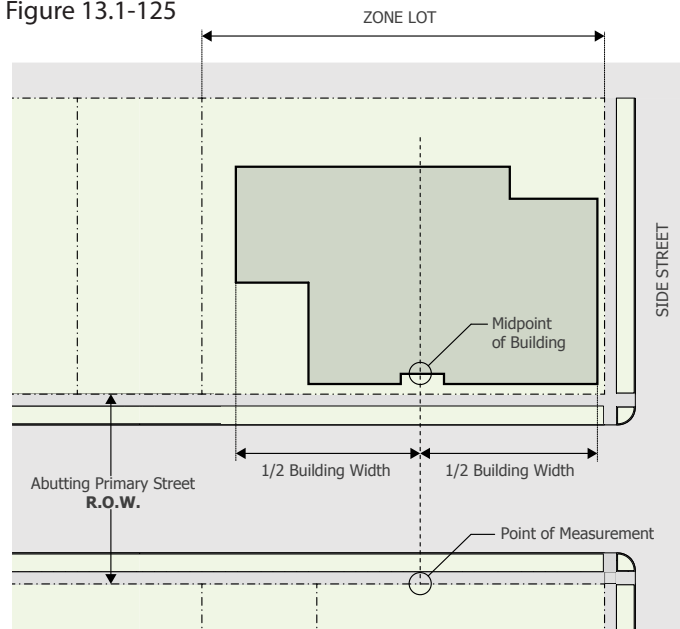 Figure 13.1-125
ZONE LOT
SIDE STREET
Midpoint
of Building
1/2 Building Width
1/2 Building Width
Abutting Primary Street
R.O.W.
Point of Measurement